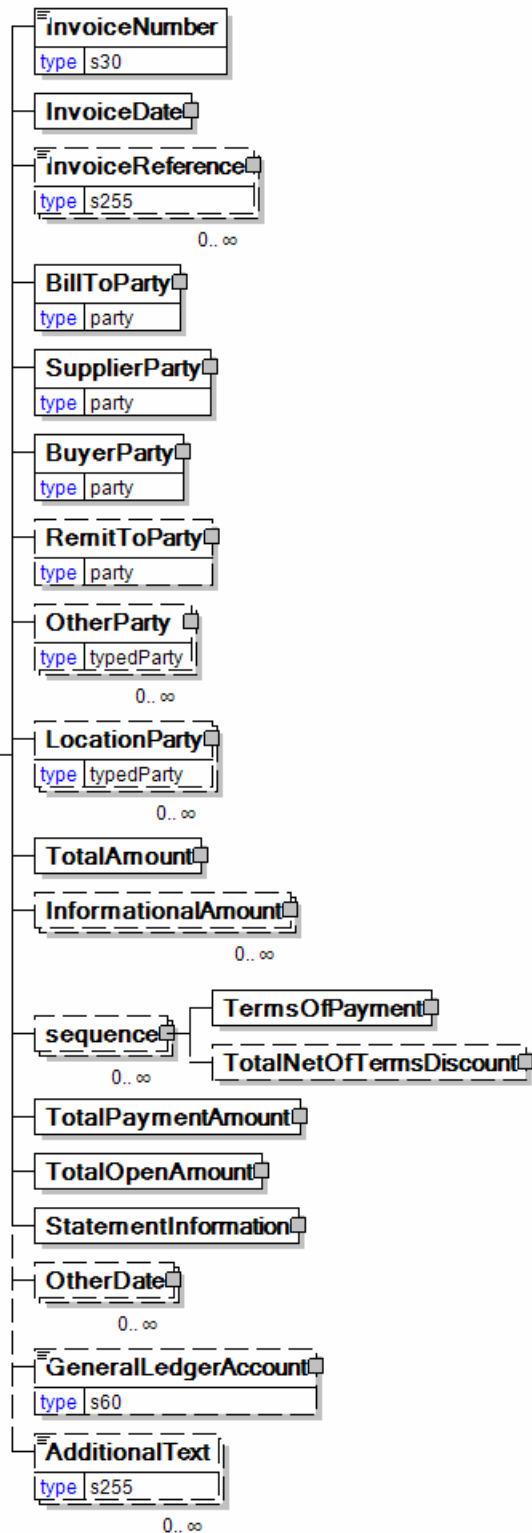 InvoiceNumber
type s30
InvoiceDate
InvoiceReference
type s255
0.. ∞
BillToParty
type party
SupplierParty
type party
BuyerParty
type party
RemitToParty
type party
OtherParty
type typedParty
0.. ∞
LocationParty
type typedParty
0.. ∞
TotalAmount
InformationalAmount
0.. ∞
TermsOfPayment
sequence
TotalNetOfTermsDiscount
0.. ∞
TotalPaymentAmount
TotalOpenAmount
StatementInformation
OtherDate
0.. ∞
GeneralLedgerAccount
type s60
AdditionalText
type s255
0.. ∞